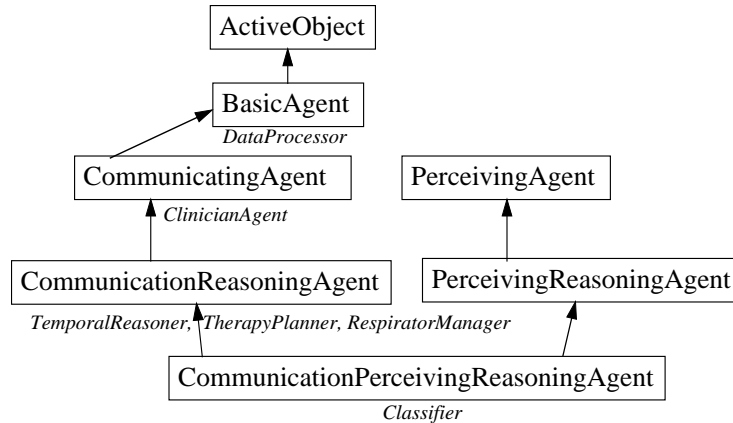 ActiveObject
BasicAgent
DataProcessor
CommunicatingAgent
PerceivingAgent
ClinicianAgent
CommunicationReasoningAgent
PerceivingReasoningAgent
TemporalReasoner, TherapyPlanner, RespiratorManager
CommunicationPerceivingReasoningAgent
Classifier